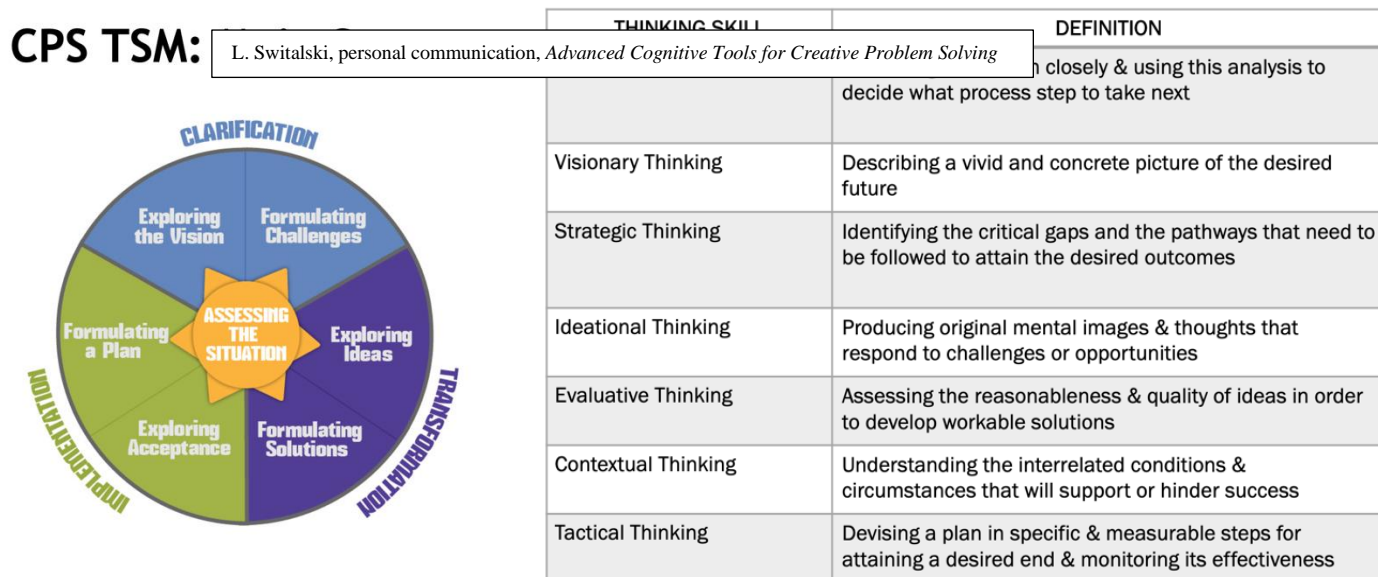 CPS TSM:
L. Switalski, personal communication, Advanced Cognitive Tools for Creative Problem Solving
CLARIFICATION
Exploring
the Vision
Formulating
Challenges
ASSESSING
THE
SITUATION
Formulating
a Plan
Exploring
Ideas
Exploring
Acceptance
Formulating
Solutions
IMPLEMENTATION
TRANSFORMATION
THINKING SKILL
DEFINITION
closely & using this analysis to
decide what process step to take next
Visionary Thinking
Describing a vivid and concrete picture of the desired
future
Strategic Thinking
Identifying the critical gaps and the pathways that need to
be followed to attain the desired outcomes
Ideational Thinking
Producing original mental images & thoughts that
respond to challenges or opportunities
Evaluative Thinking
Assessing the reasonableness & quality of ideas in order
to develop workable solutions
Contextual Thinking
Understanding the interrelated conditions &
circumstances that will support or hinder success
Tactical Thinking
Devising a plan in specific & measurable steps for
attaining a desired end & monitoring its effectiveness